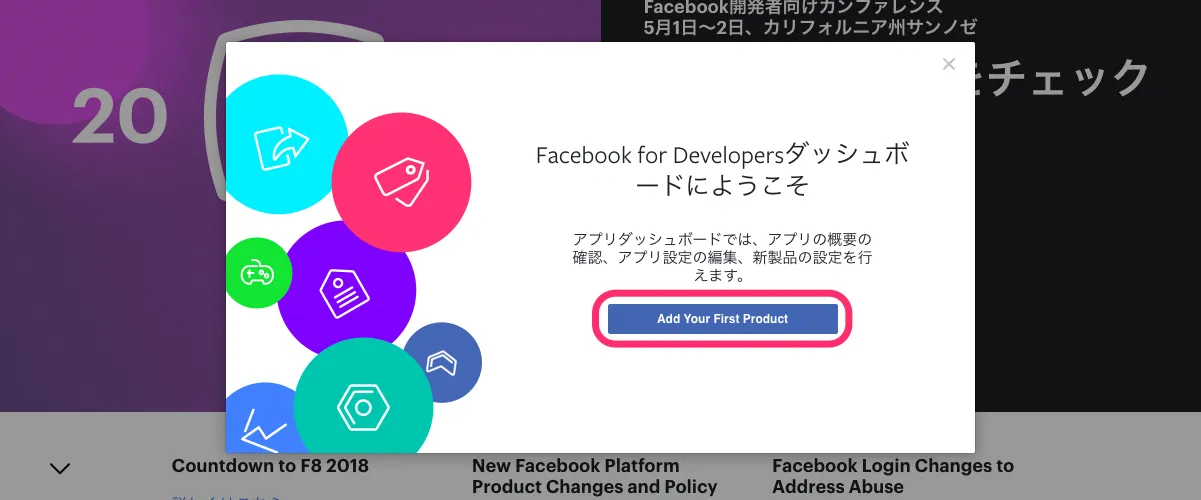 Facebook開発者向けカンファレンス
5月1日〜2日、カリフォルニア州サンノゼ
20
をチェック
Facebook for Developersダッシュボ
ードにようこそ
アプリダッシュボードでは、アプリの概要の
確認、アプリ設定の編集、新製品の設定を行
えます。
Add Your First Product
Countdown to F8 2018
New Facebook Platform
Product Changes and Policy
Facebook Login Changes to
Address Abuse